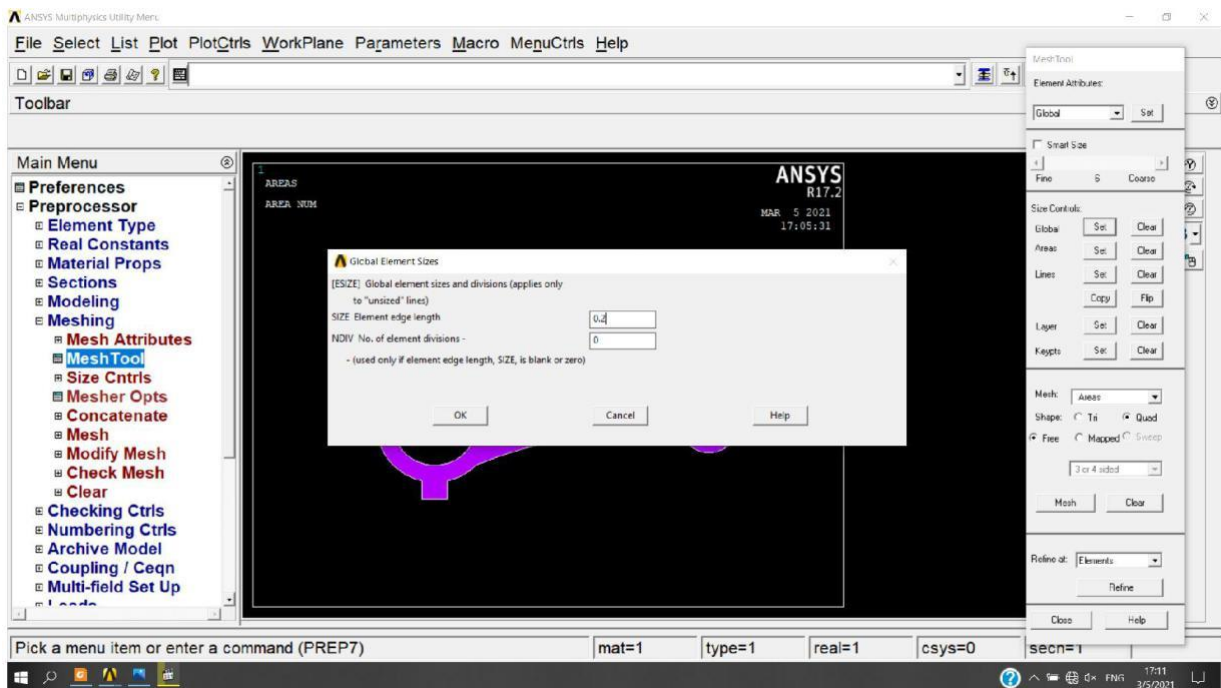 ANSYS Multiphysics Utility Menu
File Select List Plot PlotCtrls WorkPlane Parameters Macro MenuCtrls Help
Toolbar
Main Menu
Preferences
Preprocessor
Element Type
Real Constants
Material Props
Sections
Modeling
Meshing
Mesh Attributes
MeshTool
Size Cntrls
Mesher Opts
Concatenate
Mesh
Modify Mesh
Check Mesh
Clear
Checking Ctrls
Numbering Ctrls
Archive Model
Coupling / Ceqn
Multi-field Set Up
Loads
1
AREAS
AREA NUM
ANSYS
R17.2
MAR 5 2021
17:05:31
Global Element Sizes
[ESIZE] Global element sizes and divisions (applies only
to "unsized" lines)
SIZE Element edge length 0.2
NDIV No. of element divisions - 0
- (used only if element edge length, SIZE, is blank or zero)
OK Cancel Help
MeshTool
Element Attributes:
Global Set
Smart Size
Fine 6 Coarse
Size Controls:
Global Set Clear
Areas Set Clear
Lines Set Clear
Copy Flip
Layer Set Clear
Keypts Set Clear
Mesh: Areas
Shape: Tri Quad
Free Mapped Sweep
3 or 4 sided
Mesh Clear
Refine at: Elements
Refine
Close Help
Pick a menu item or enter a command (PREP7) mat=1 type=1 real=1 csys=0 secn=1
ENG 17:11
3/5/2021